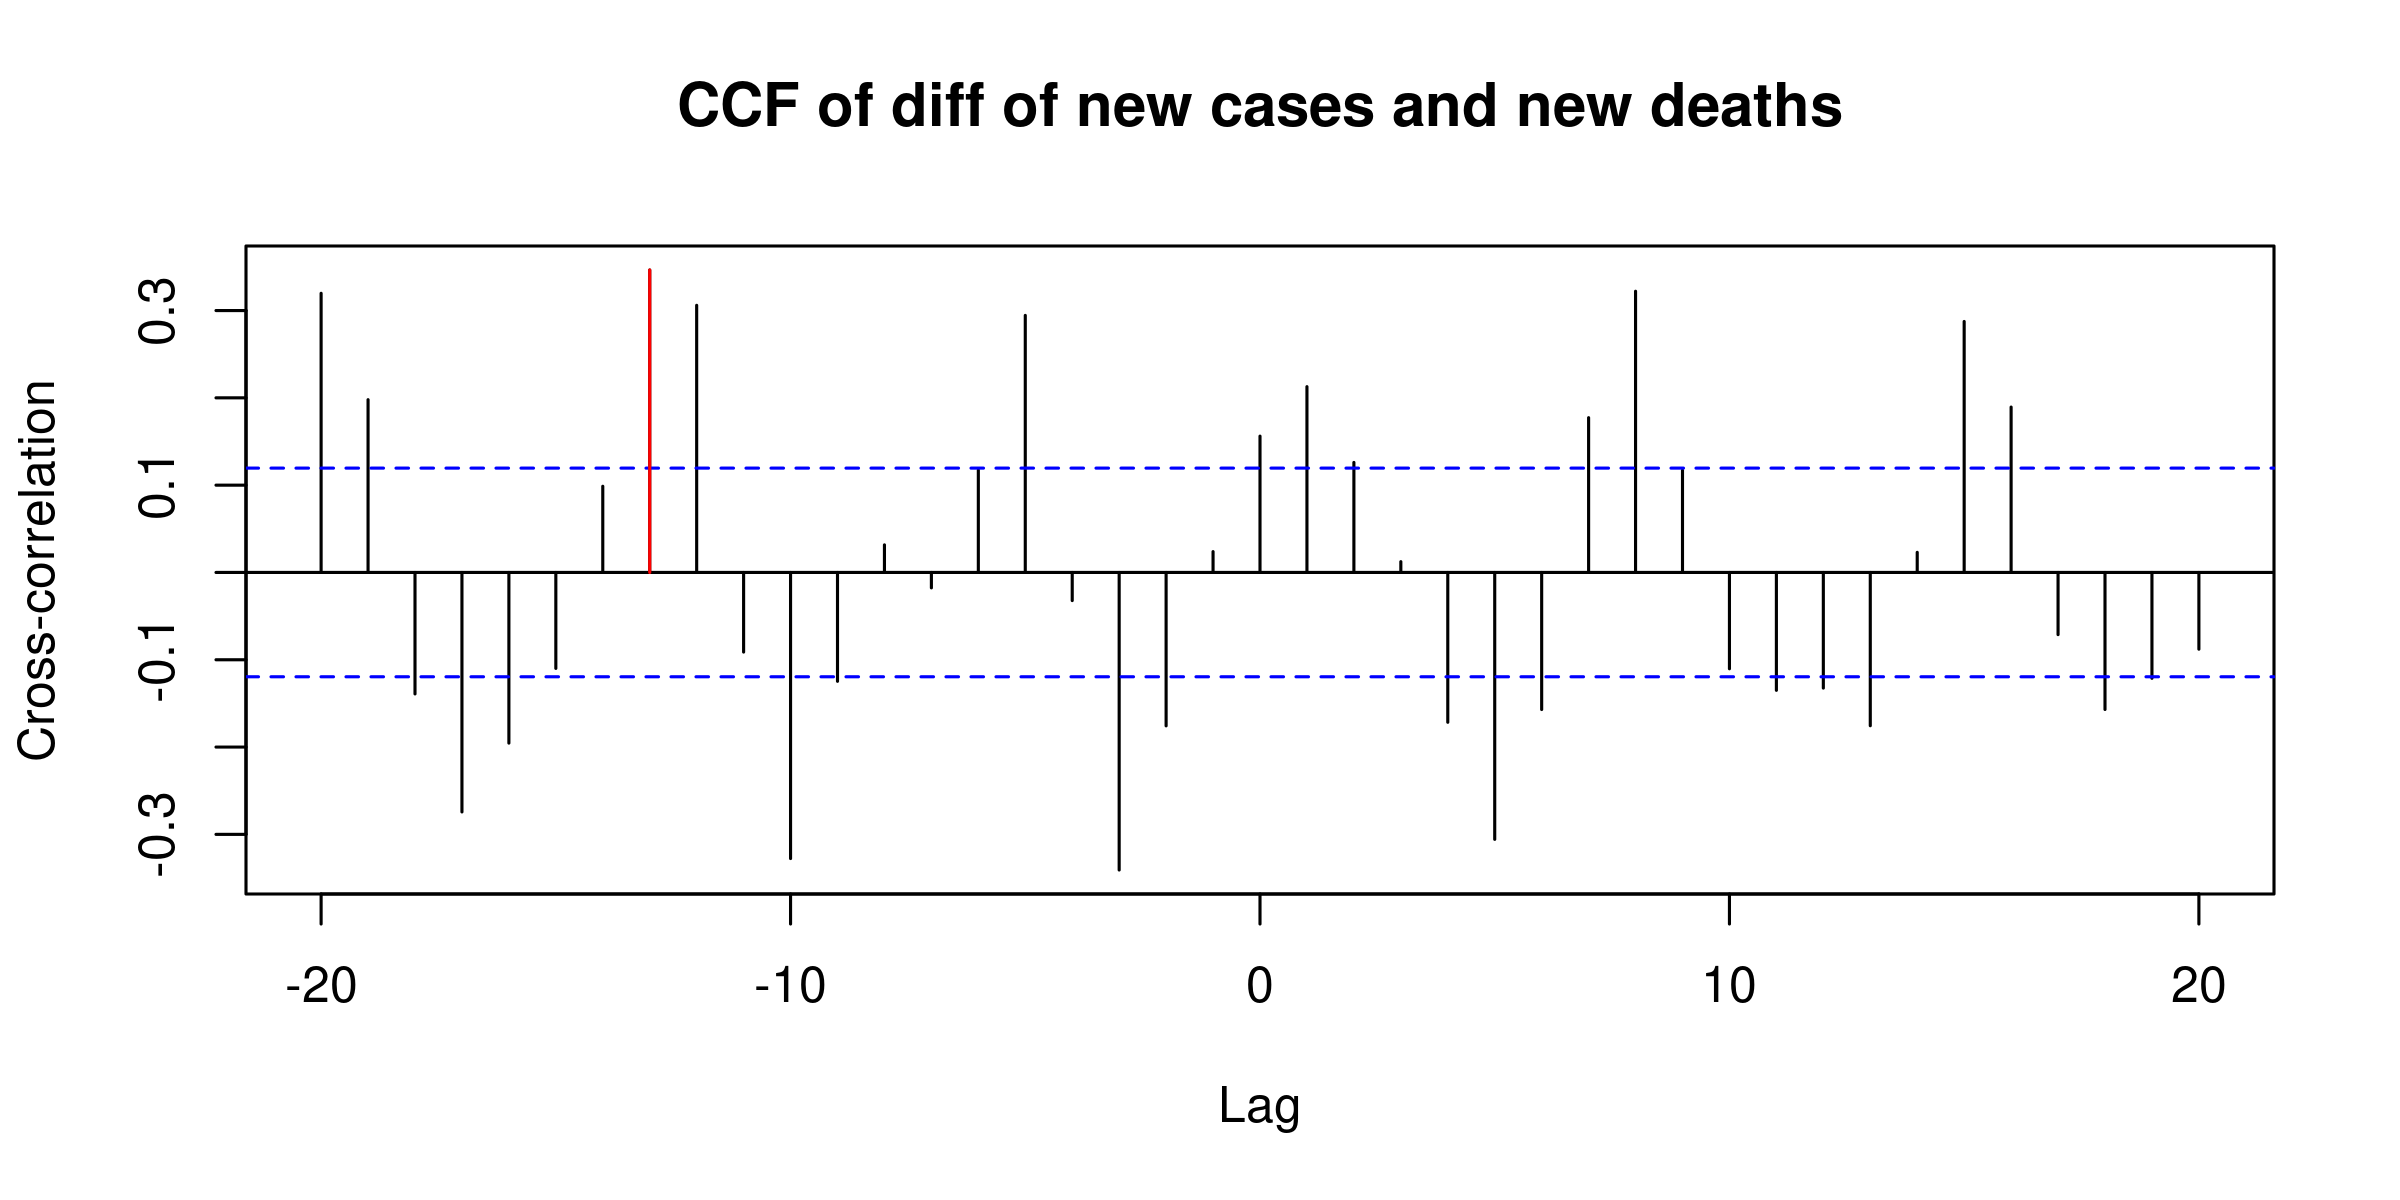 CCF of diff of new cases and new deaths
Cross-correlation
0.3
0.1
-0.1
-0.3
-20 -10 0 10 20
Lag